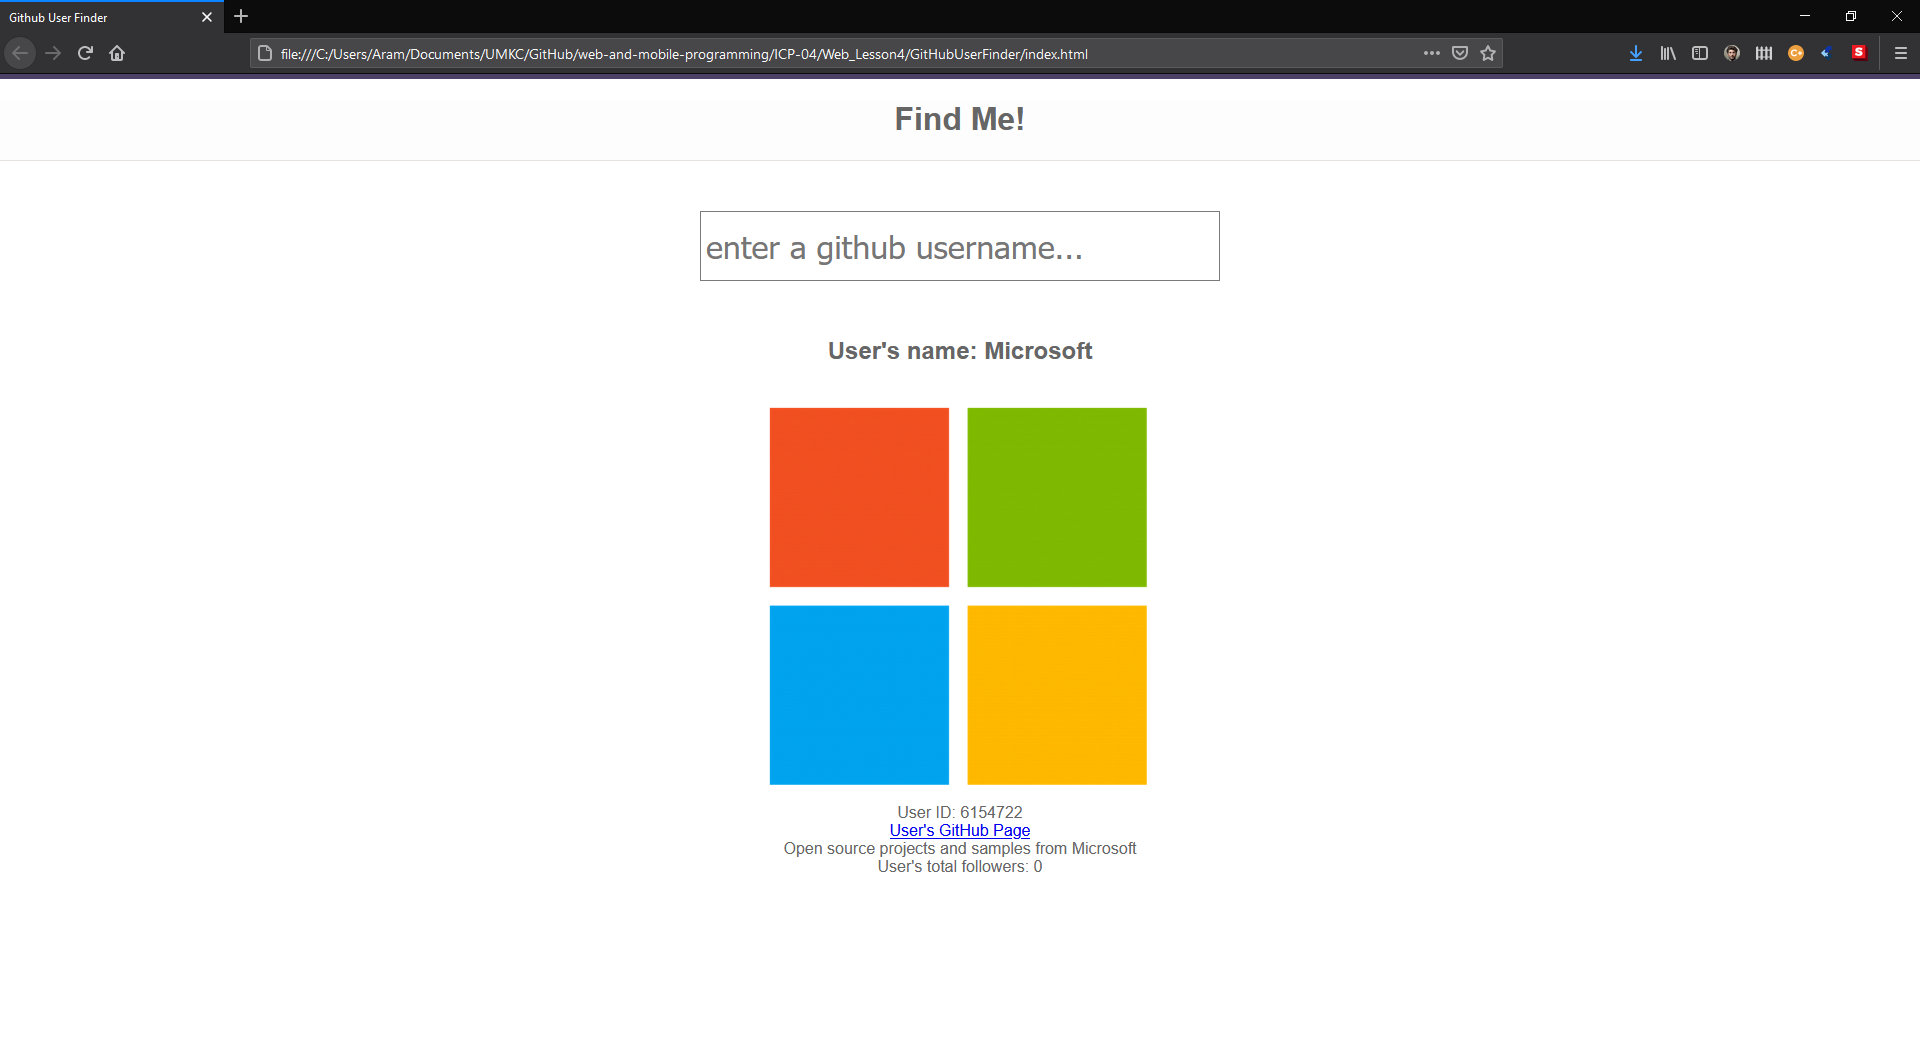 Github User Finder
file:///C:/Users/Aram/Documents/UMKC/GitHub/web-and-mobile-programming/ICP-04/Web_Lesson4/GitHubUserFinder/index.html
C+
S
Find Me!
enter a github username...
User's name: Microsoft
User ID: 6154722
User's GitHub Page
Open source projects and samples from Microsoft
User's total followers: 0